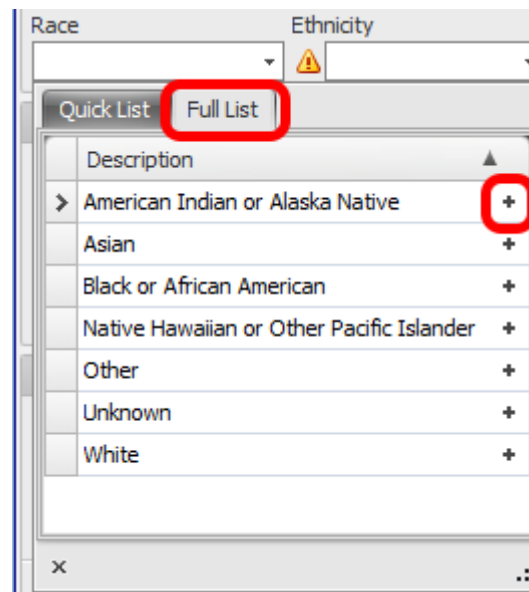 Race Ethnicity
Quick List Full List
Description
American Indian or Alaska Native
Asian
Black or African American
Native Hawaiian or Other Pacific Islander
Other
Unknown
White